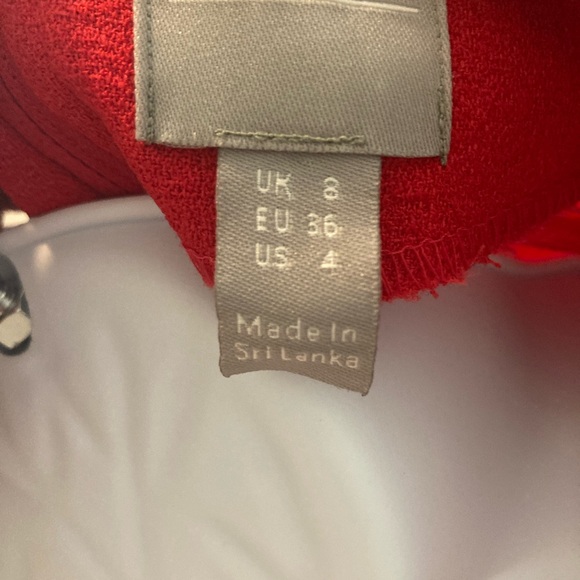 UK 8
EU 36
US 4
Made In
Sri Lanka